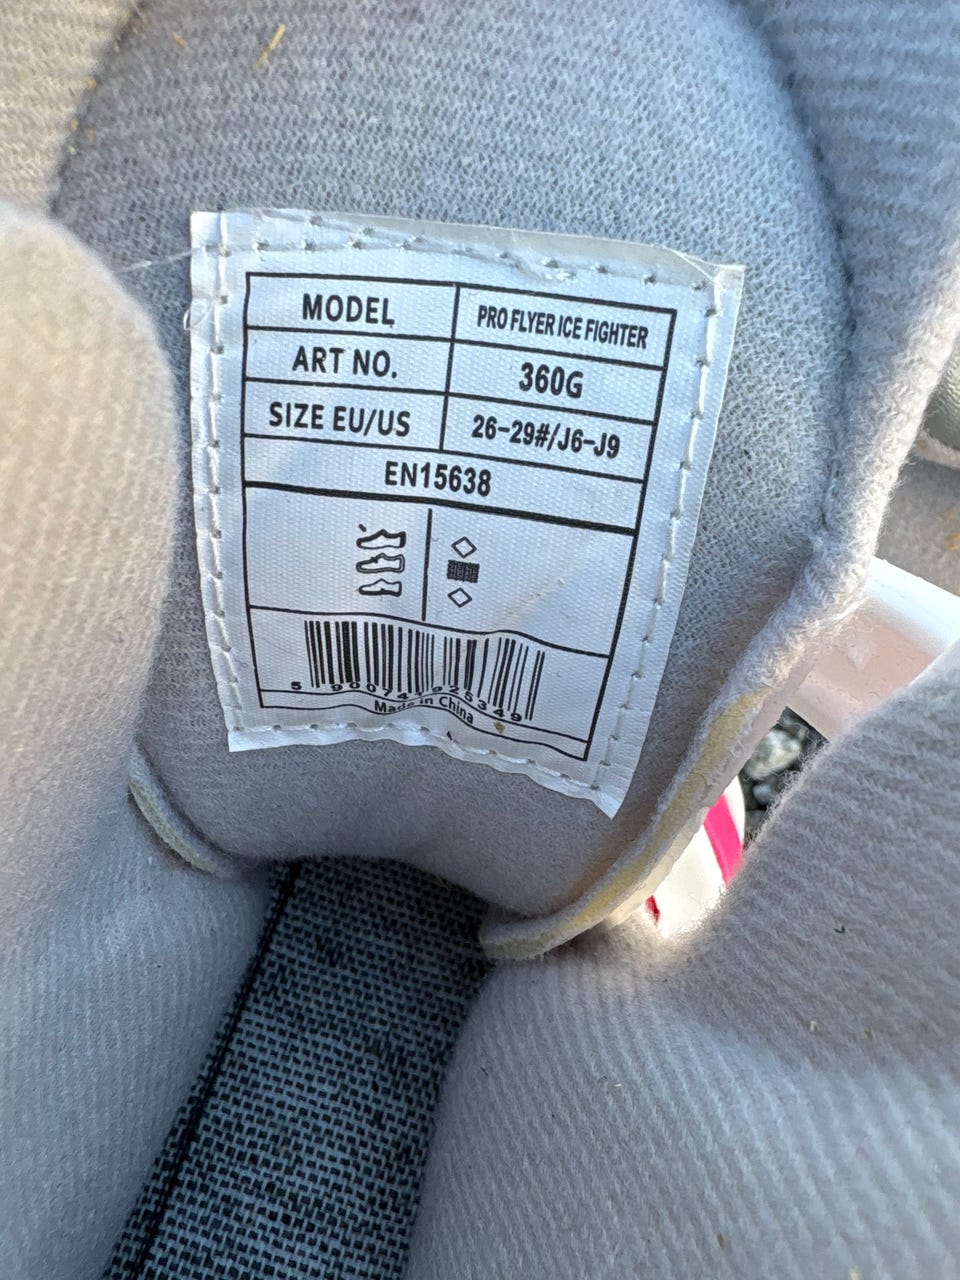 MODEL PRO FLYER ICE FIGHTER
ART NO. 360G
SIZE EU/US 26-29#/J6-J9
EN15638
5 900741 925349
Made in China